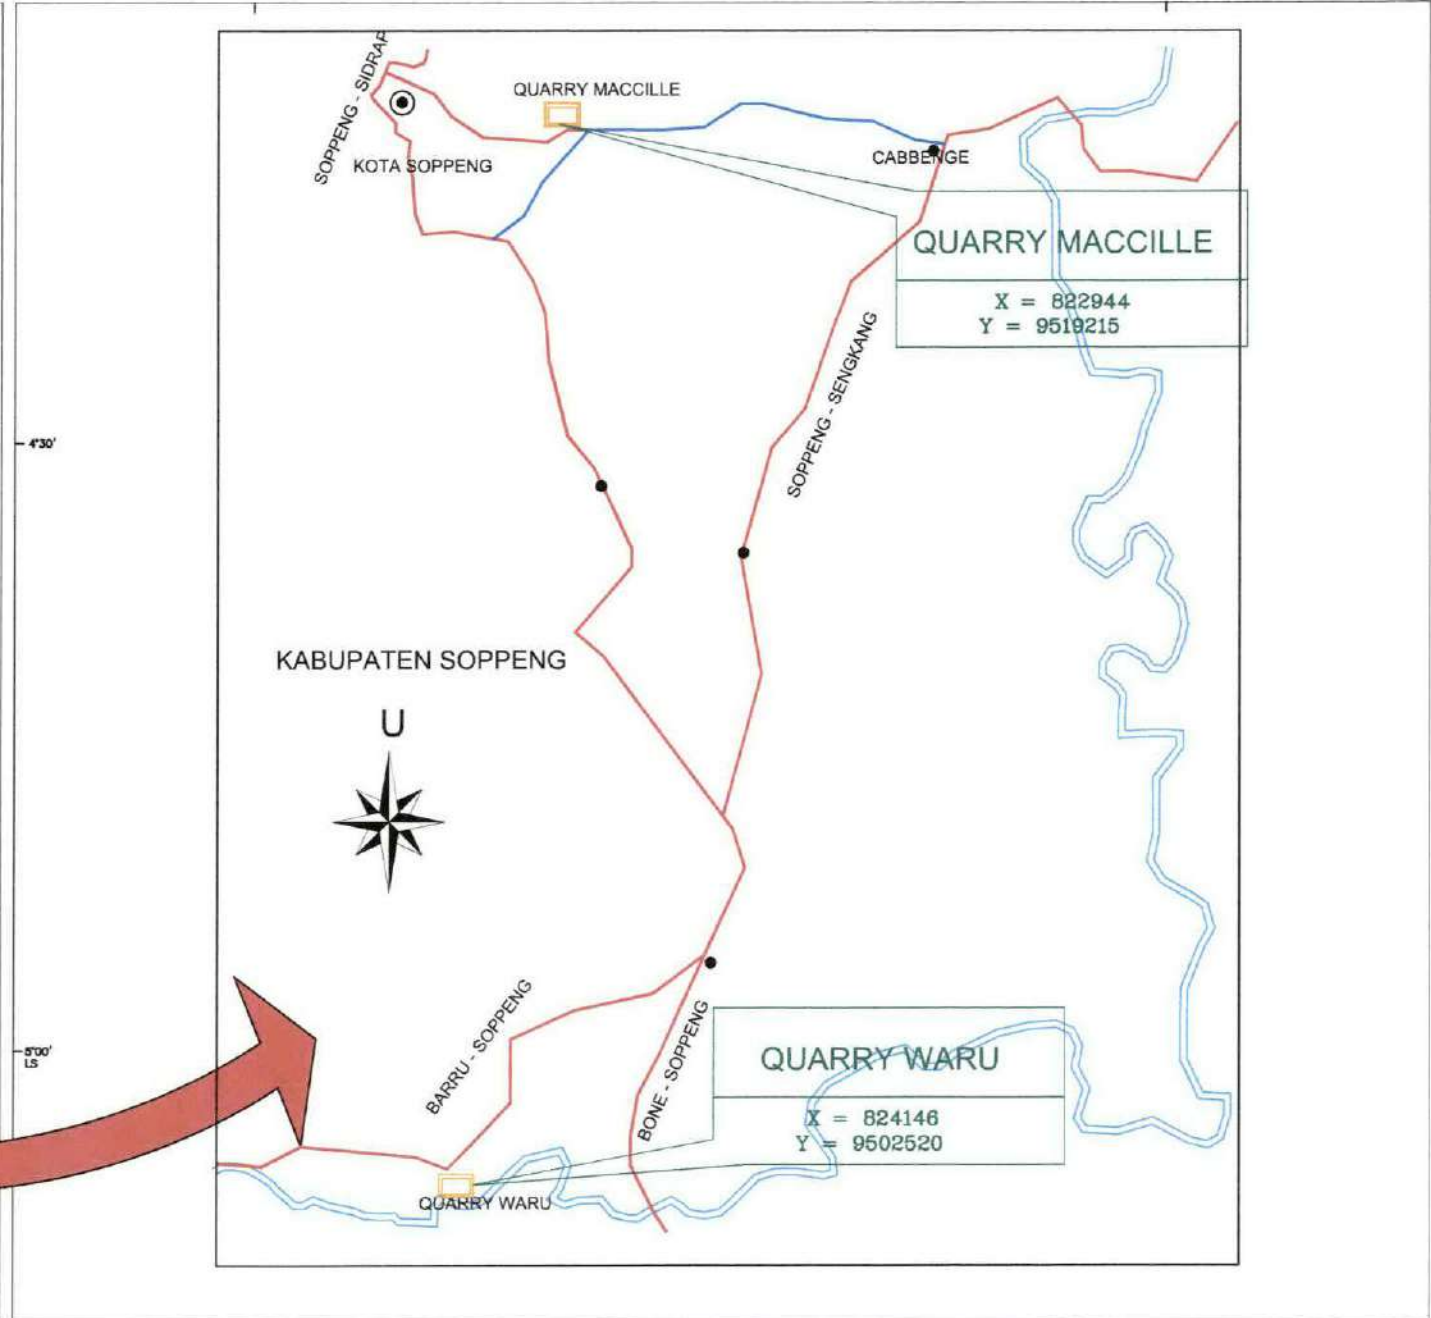 SOPPENG - SIDRAP
QUARRY MACCILLE
KOTA SOPPENG
CABBENGE
QUARRY MACCILLE
X = 822944
Y = 9519215
SOPPENG - SENGKANG
4°30'
KABUPATEN SOPPENG
U
BARRU - SOPPENG
BONE - SOPPENG
5°00'
LS
QUARRY WARU
X = 824146
Y = 9502520
QUARRY WARU